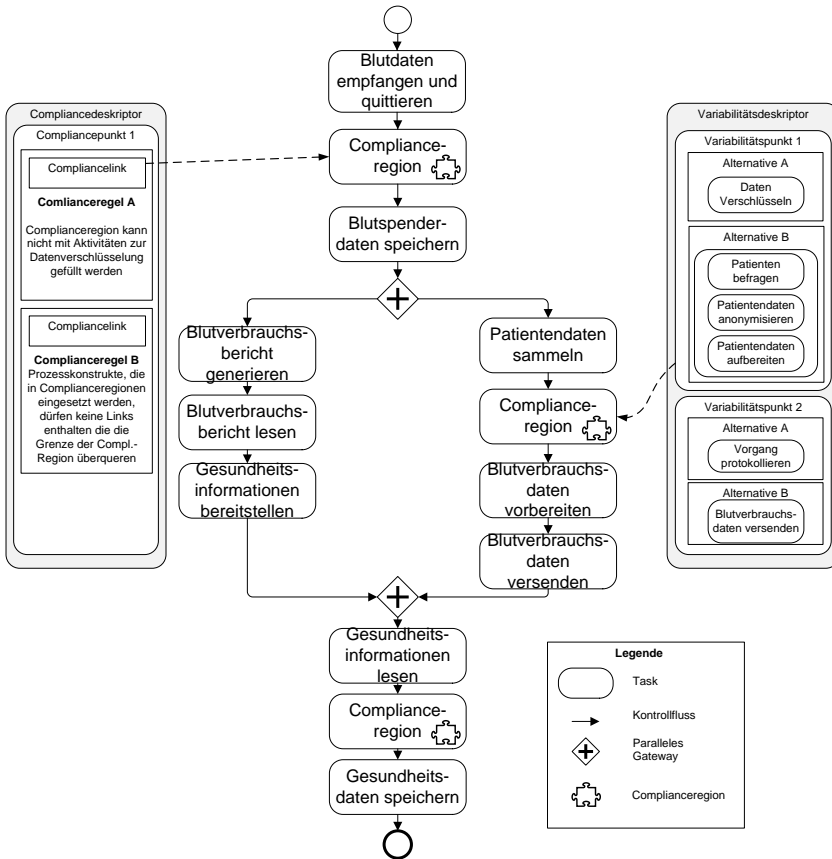 Blutdaten
empfangen und
quittieren
Compliancedeskriptor
Compliancepunkt 1
Compliancelink
Comlianceregel A
Complianceregion kann
nicht mit Aktivitäten zur
Datenverschlüsselung
gefüllt werden
Compliancelink
Complianceregel B
Prozesskonstrukte, die
in Complianceregionen
eingesetzt werden,
dürfen keine Links
enthalten die die
Grenze der Compl.-
Region überqueren
Compliance-
region
Blutspender-
daten speichern
Blutverbrauchs-
bericht
generieren
Blutverbrauchs-
bericht lesen
Gesundheits-
informationen
bereitstellen
Patientendaten
sammeln
Compliance-
region
Blutverbrauchs-
daten
vorbereiten
Blutverbrauchs-
daten
versenden
Variabilitätsdeskriptor
Variabilitätspunkt 1
Alternative A
Daten
Verschlüsseln
Alternative B
Patienten
befragen
Patientendaten
anonymisieren
Patientendaten
aufbereiten
Variabilitätspunkt 2
Alternative A
Vorgang
protokollieren
Alternative B
Blutverbrauchs-
daten versenden
Gesundheits-
informationen
lesen
Compliance-
region
Gesundheits-
daten speichern
Legende
Task
Kontrollfluss
Paralleles
Gateway
Complianceregion